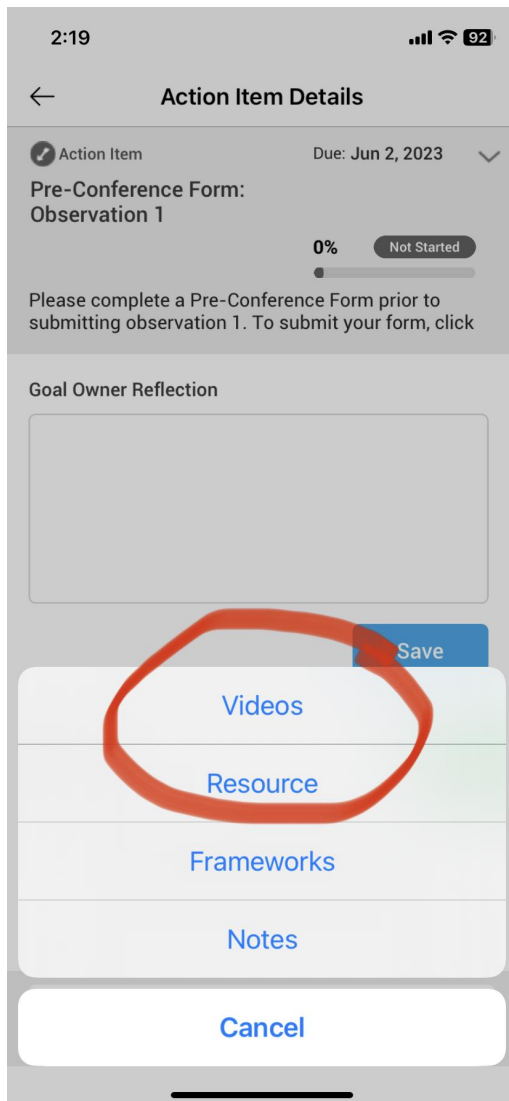 2:19 92
Action Item Details
Action Item Due: Jun 2, 2023
Pre-Conference Form:
Observation 1
0% Not Started
Please complete a Pre-Conference Form prior to
submitting observation 1. To submit your form, click
Goal Owner Reflection
Save
Videos
Resource
Frameworks
Notes
Cancel